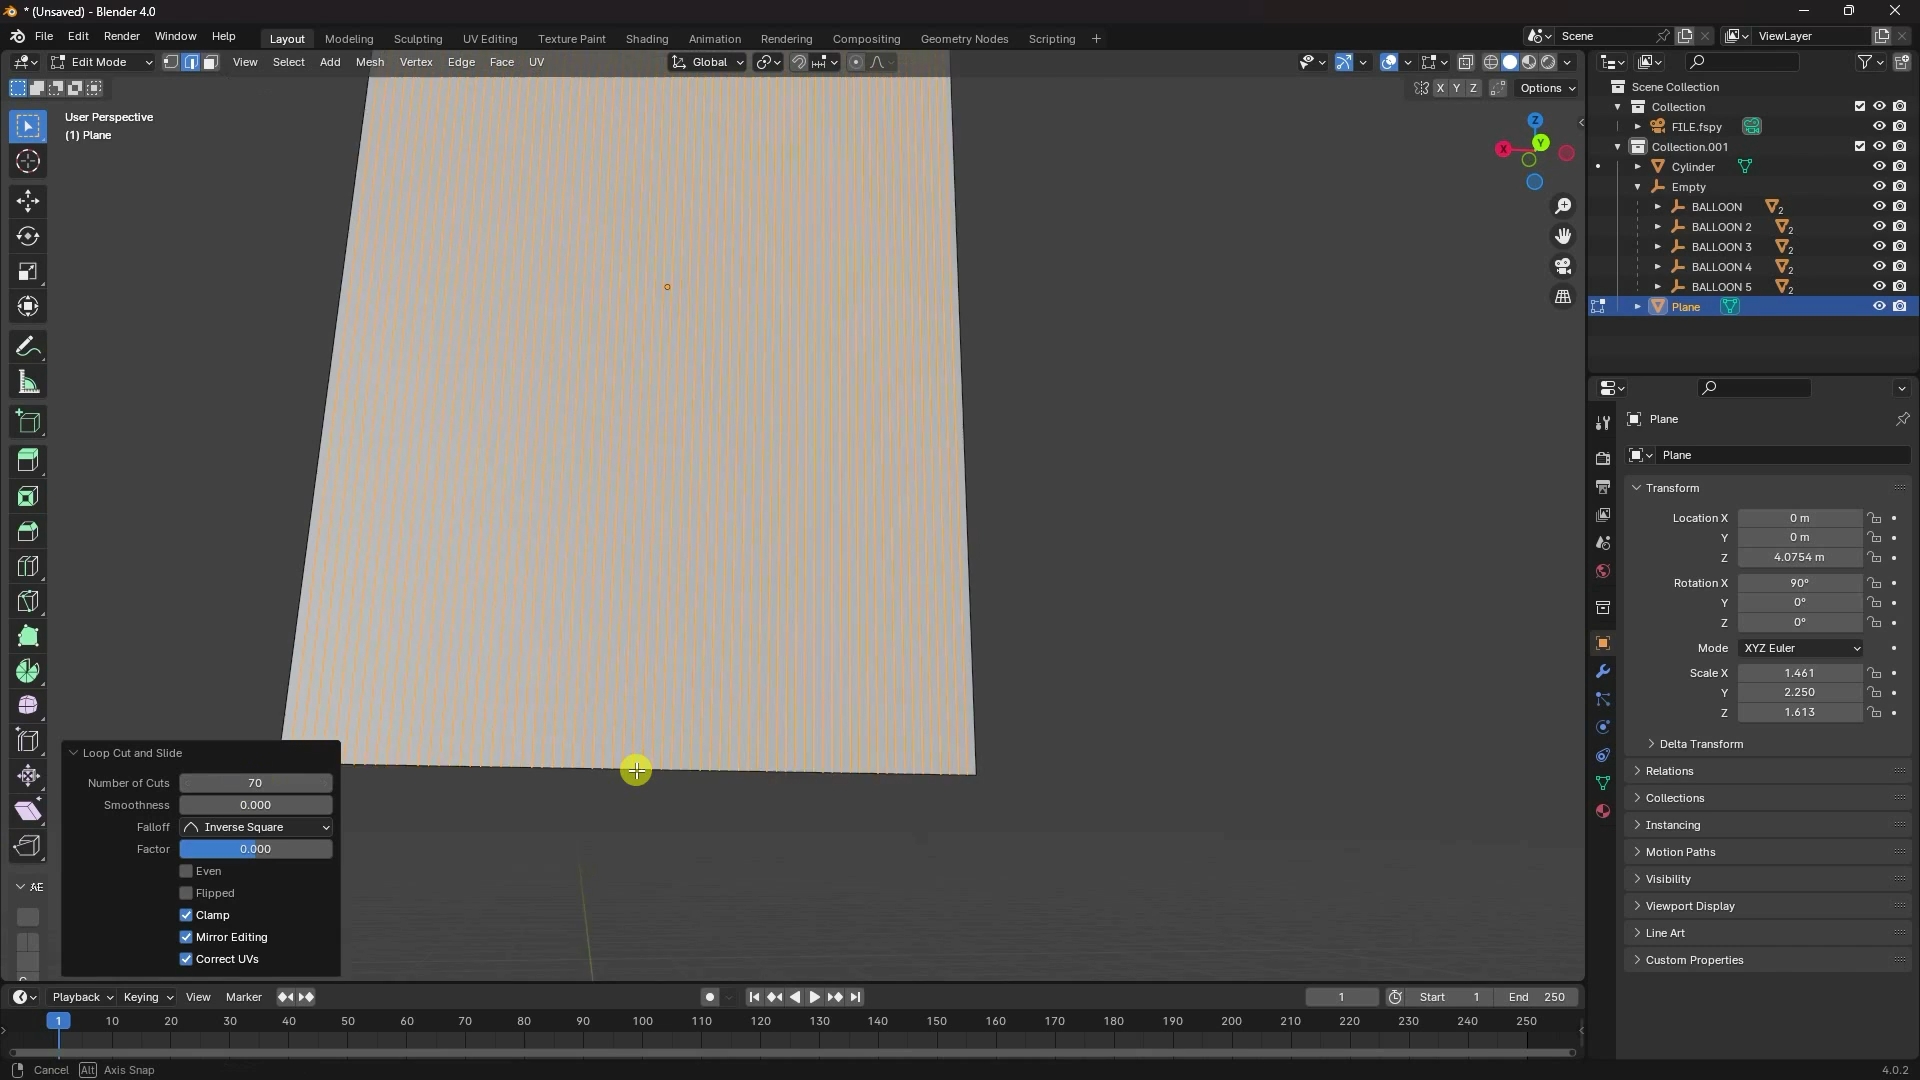 * (Unsaved) - Blender 4.0
File Edit Render Window Help Layout Modeling Sculpting UV Editing Texture Paint Shading Animation Rendering Compositing Geometry Nodes Scripting + Scene ViewLayer
Edit Mode View Select Add Mesh Vertex Edge Face UV Global
X Y Z Options
User Perspective
(1) Plane
Z
Y
X
Scene Collection
Collection
FILE.fspy
Collection.001
Cylinder
Empty
BALLOON 2
BALLOON 2 2
BALLOON 3 2
BALLOON 4 2
BALLOON 5 2
Plane
Plane
Plane
Transform
Location X 0 m
Y 0 m
Z 4.0754 m
Rotation X 90°
Y 0°
Z 0°
Mode XYZ Euler
Scale X 1.461
Y 2.250
Z 1.613
Delta Transform
Relations
Collections
Instancing
Motion Paths
Visibility
Viewport Display
Line Art
Custom Properties
Loop Cut and Slide
Number of Cuts 70
Smoothness 0.000
Falloff Inverse Square
Factor 0.000
Even
Flipped
Clamp
Mirror Editing
Correct UVs
AE
Playback Keying View Marker 1 Start 1 End 250
1 10 20 30 40 50 60 70 80 90 100 110 120 130 140 150 160 170 180 190 200 210 220 230 240 250
Cancel Alt Axis Snap 4.0.2